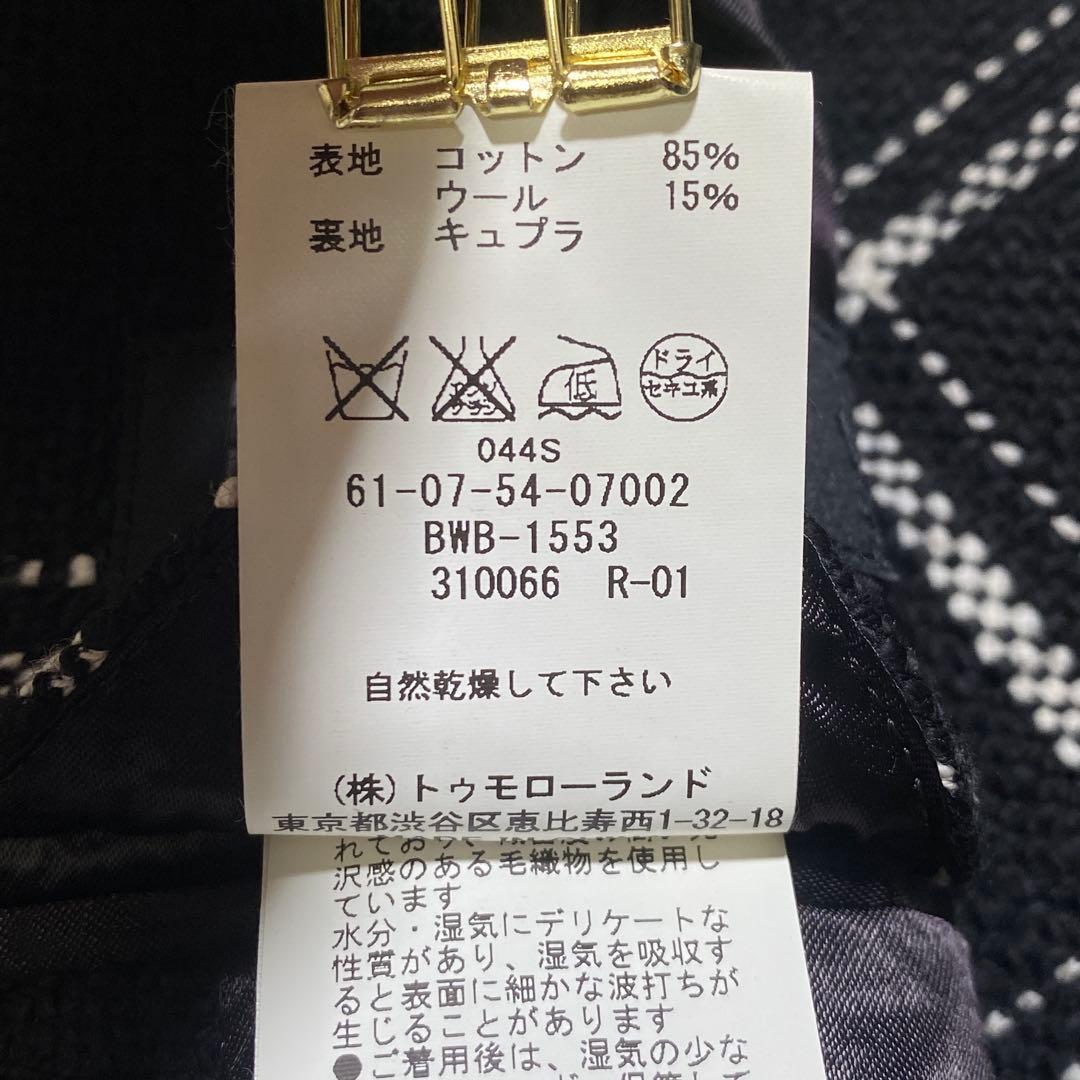 表地 コットン 85%
ウール 15%
裏地 キュプラ
低
ドライ
セキユ系
044S
61-07-54-07002
BWB-1553
310066 R-01
自然乾燥して下さい
(株)トゥモローランド
東京都渋谷区恵比寿西1-32-18
れており、
沢感のある毛織物を使用し
ています
水分・湿気にデリケートな
性質があり、湿気を吸収す
ると表面に細かな波打ちが
生じることがあります
●ご着用後は、湿気の少な